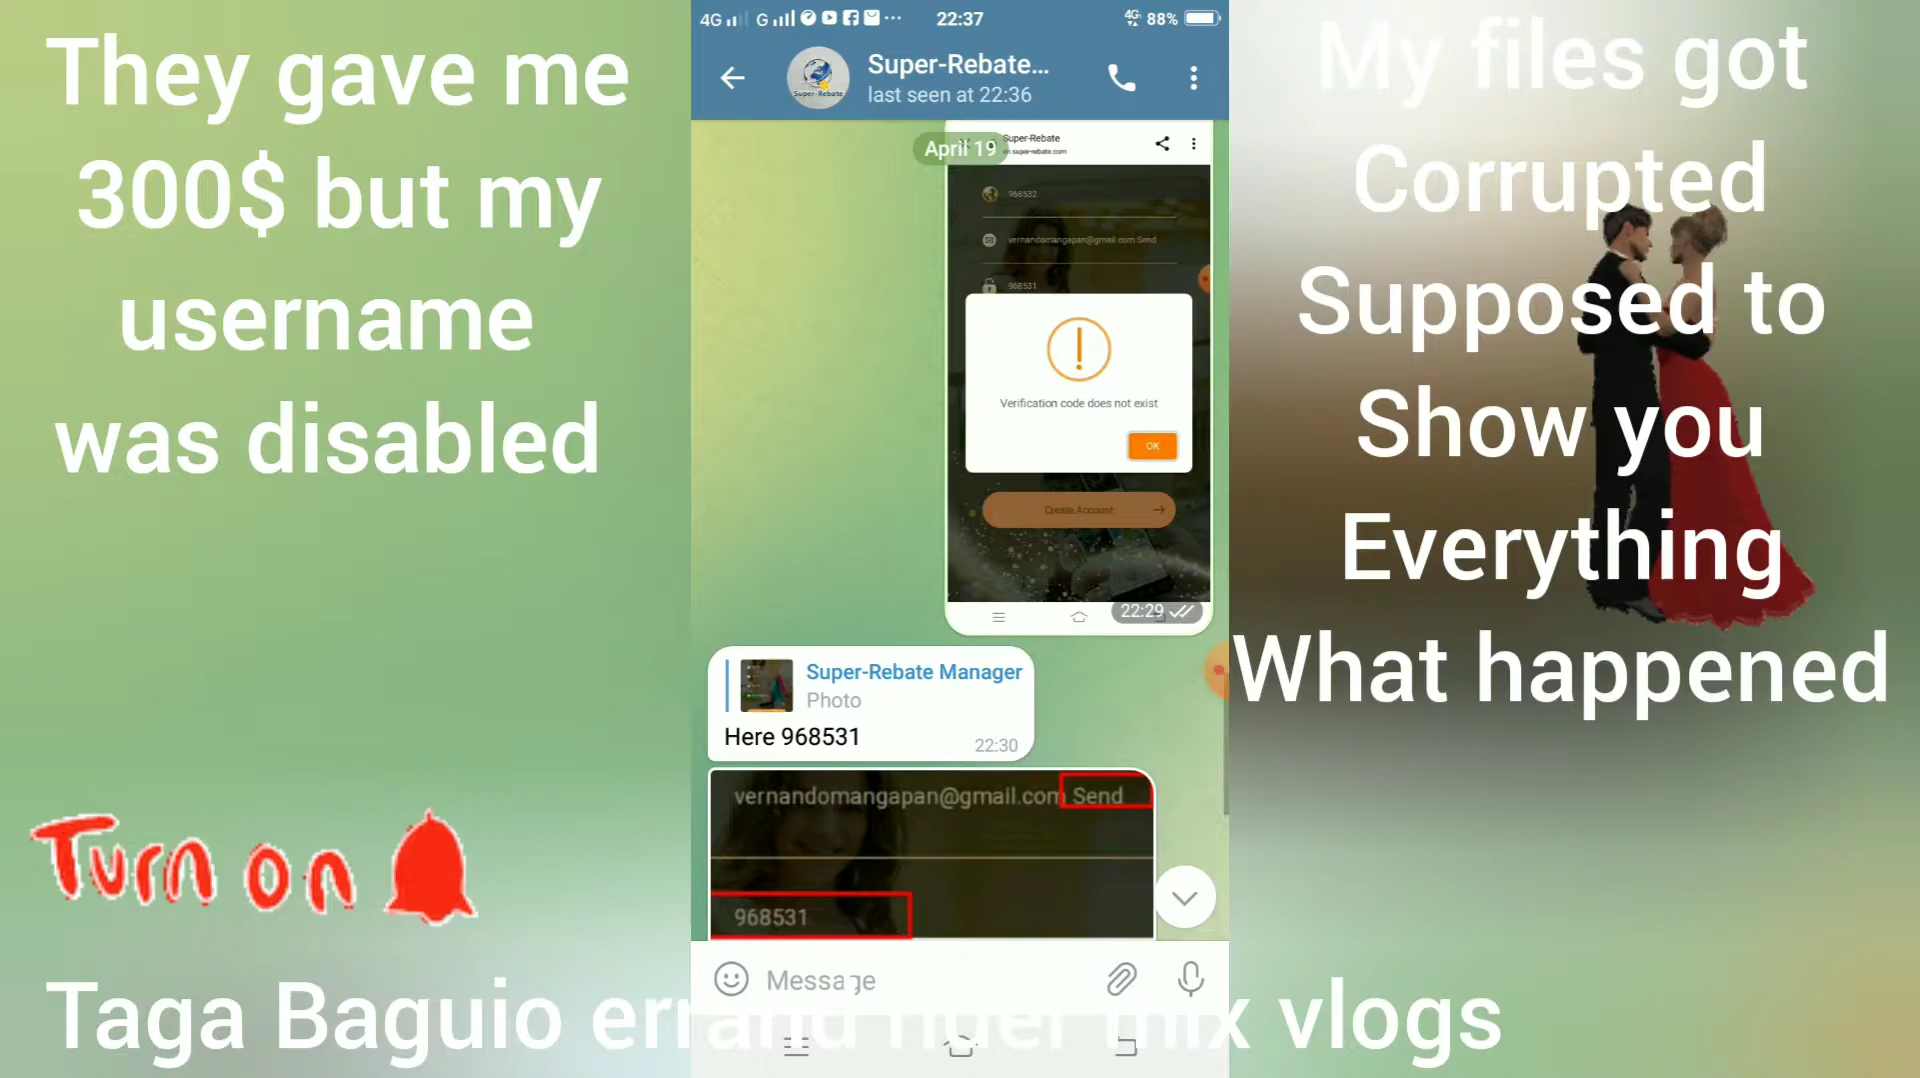 They gave me
300$ but my
username
was disabled
Turn on
Taga Baguio errand rider mix vlogs
4G G 22:37 4G 88%
Super-Rebate...
last seen at 22:36
Super-Rebate
April 19
Super-Rebate
super-rebate.com
968532
vernandomangapan@gmail.com Send
968531
Verification code does not exist
OK
Create Account
22:29
Super-Rebate Manager
Photo
Here 968531
22:30
vernandomangapan@gmail.com Send
968531
Message
My files got
Corrupted
Supposed to
Show you
Everything
What happened